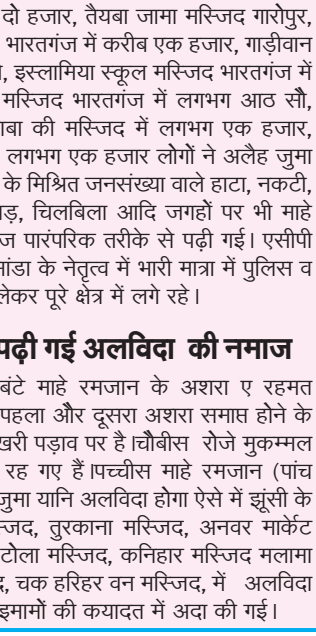 दो हजार, तैयबा जामा मस्जिद गारोपुर,
भारतगंज में करीब एक हजार, गाड़ीवान
इस्लामिया स्कूल मस्जिद भारतगंज में
मस्जिद भारतगंज में लगभग आठ सौ,
बा की मस्जिद में लगभग एक हजार,
लगभग एक हजार लोगों ने अलैह जुमा
के मिश्रित जनसंख्या वाले हाटा, नकटी,
ड़, चिलबिला आदि जगहों पर भी माहे
ज पारंपरिक तरीके से पढ़ी गई। एसीपी
मांडा के नेतृत्व में भारी मात्रा में पुलिस व
लेकर पूरे क्षेत्र में लगे रहे।
पढ़ी गई अलविदा की नमाज
बंटे माहे रमजान के अशरा ए रहमत
पहला और दूसरा अशरा समाप्त होने के
खरी पड़ाव पर है।चौबीस रोजे मुकम्मल
रह गए हैं।पच्चीस माहे रमजान (पांच
जुमा यानि अलविदा होगा ऐसे में झूंसी के
स्जिद, तुरकाना मस्जिद, अनवर मार्केट
टोला मस्जिद, कनिहार मस्जिद मलामा
द, चक हरिहर वन मस्जिद, में अलविदा
इमामों की कयादत में अदा की गई।